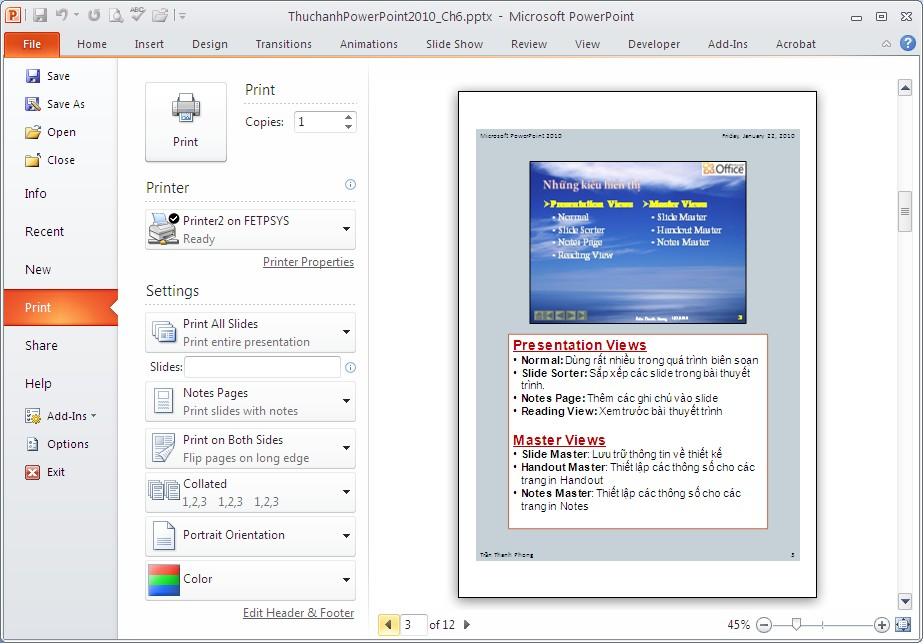 ThuchanhPowerPoint2010_Ch6.pptx - Microsoft PowerPoint
File Home Insert Design Transitions Animations Slide Show Review View Developer Add-Ins Acrobat
Save
Save As
Open
Close
Info
Recent
New
Print
Share
Help
Add-Ins
Options
Exit
Print
Print
Copies: 1
Printer
Printer2 on FETPSYS
Ready
Printer Properties
Settings
Print All Slides
Print entire presentation
Slides:
Notes Pages
Print slides with notes
Print on Both Sides
Flip pages on long edge
Collated
1,2,3 1,2,3 1,2,3
Portrait Orientation
Color
Edit Header & Footer
Microsoft PowerPoint 2010 Friday, January 22, 2010
Office
Những kiểu hiển thị
➢Presentation Views
• Normal
• Slide Sorter
• Notes Page
• Reading View
➢Master Views
• Slide Master
• Handout Master
• Notes Master
3
Presentation Views
• Normal: Dùng rất nhiều trong quá trình biên soạn
• Slide Sorter: Sắp xếp các slide trong bài thuyết
trình.
• Notes Page: Thêm các ghi chú vào slide
• Reading View: Xem trước bài thuyết trình
Master Views
• Slide Master: Lưu trữ thông tin về thiết kế
• Handout Master: Thiết lập các thông số cho các
trang in Handout
• Notes Master: Thiết lập các thông số cho các
trang in Notes
Trần Thanh Phong 3
3 of 12
45%